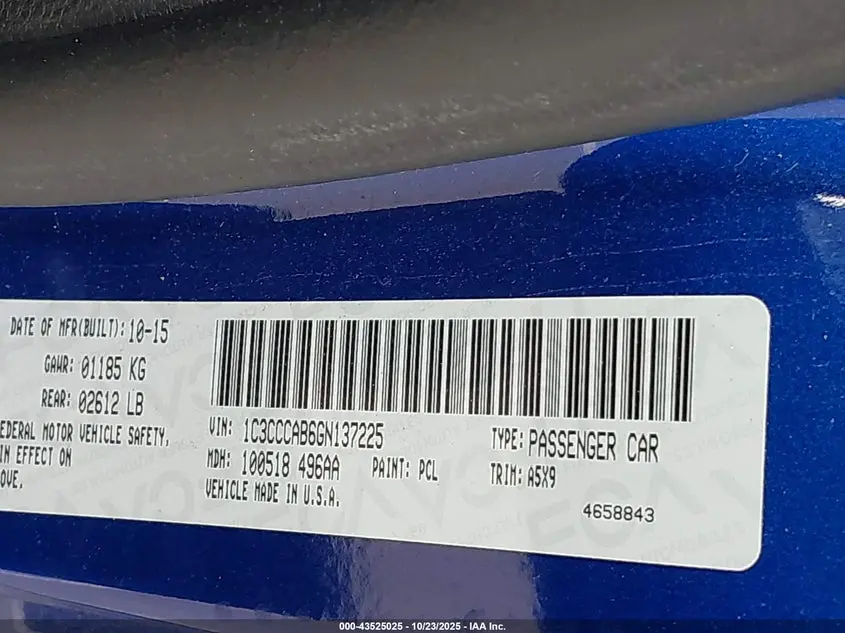 DATE OF MFR(BUILT): 10-15
GAWR: 01185 KG
REAR: 02612 LB
EDERAL MOTOR VEHICLE SAFETY,
IN EFFECT ON
OVE.
VIN: 1C3CCCAB6GN137225
TYPE: PASSENGER CAR
MDH: 100518 496AA
PAINT: PCL
TRIM: A5X9
VEHICLE MADE IN U.S.A.
4658843
000-43525025 | 10/23/2025 | IAA Inc.